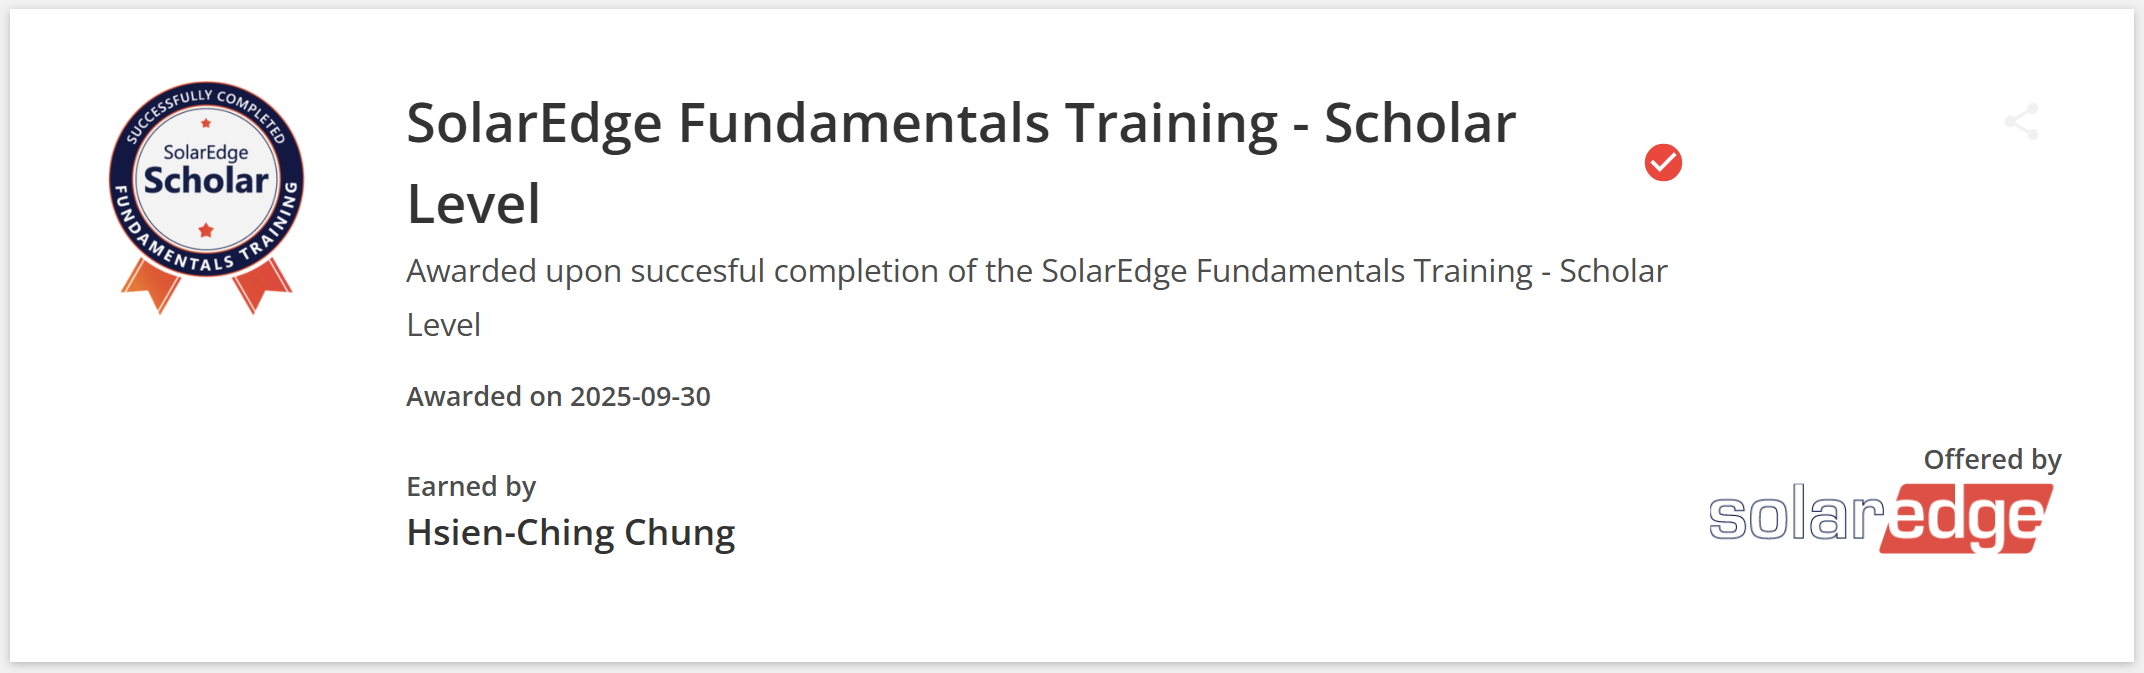 SUCCESSFULLY COMPLETED
SolarEdge
Scholar
FUNDAMENTALS TRAINING
SolarEdge Fundamentals Training - Scholar
Level
Awarded upon succesful completion of the SolarEdge Fundamentals Training - Scholar
Level
Awarded on 2025-09-30
Earned by
Hsien-Ching Chung
Offered by
solaredge